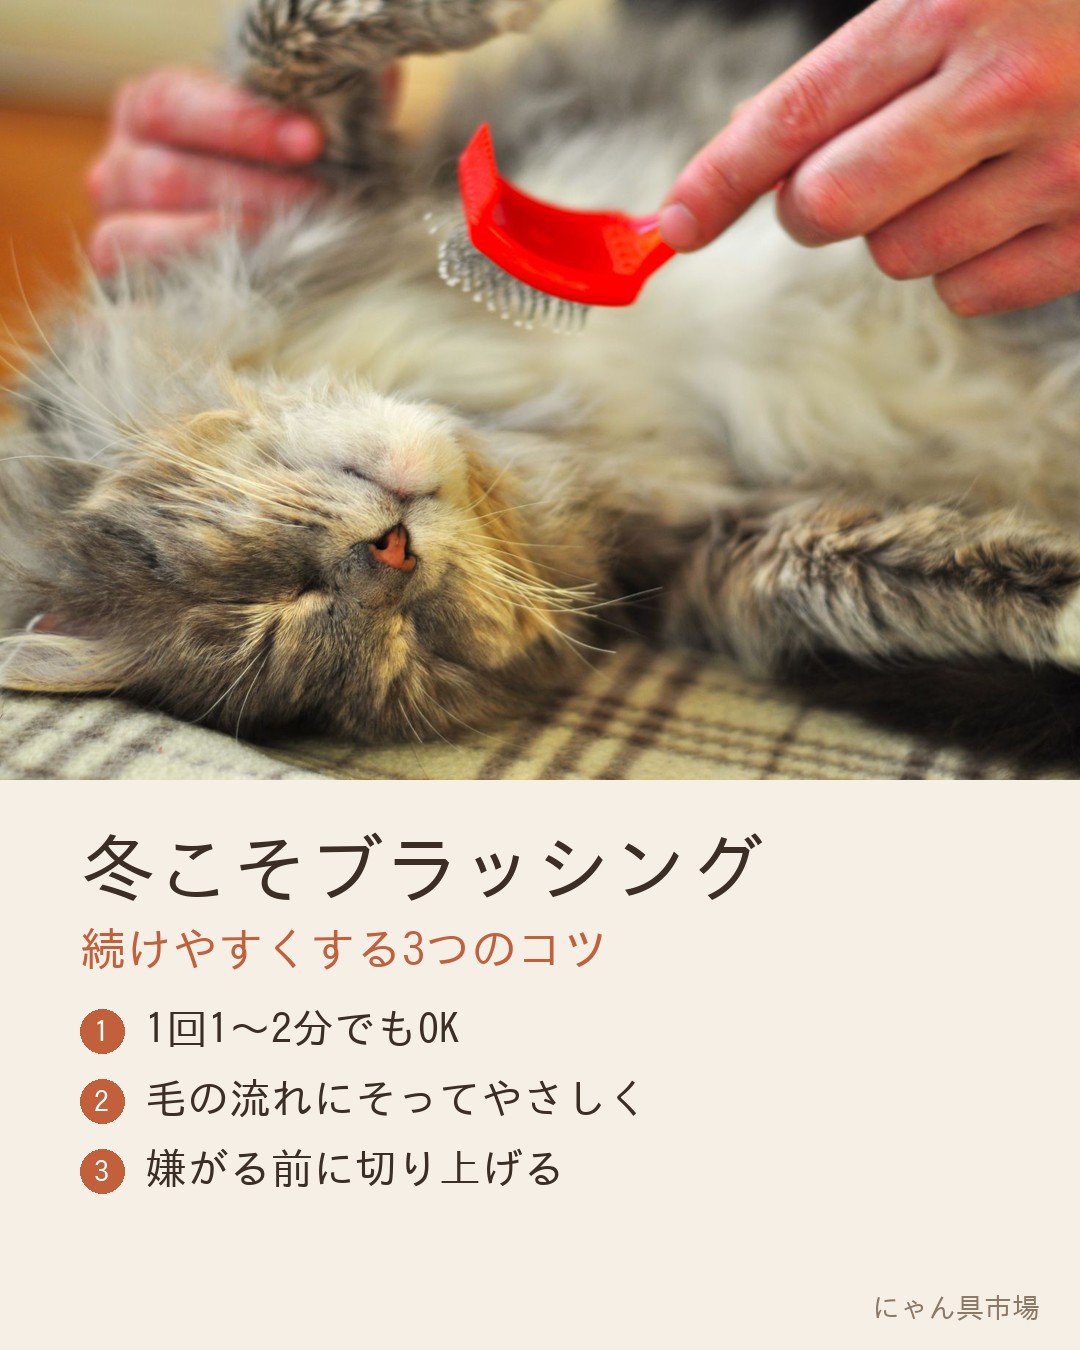 冬こそブラッシング
続けやすくする3つのコツ
1 1回1〜2分でもOK
2 毛の流れにそってやさしく
3 嫌がる前に切り上げる
にゃん具市場